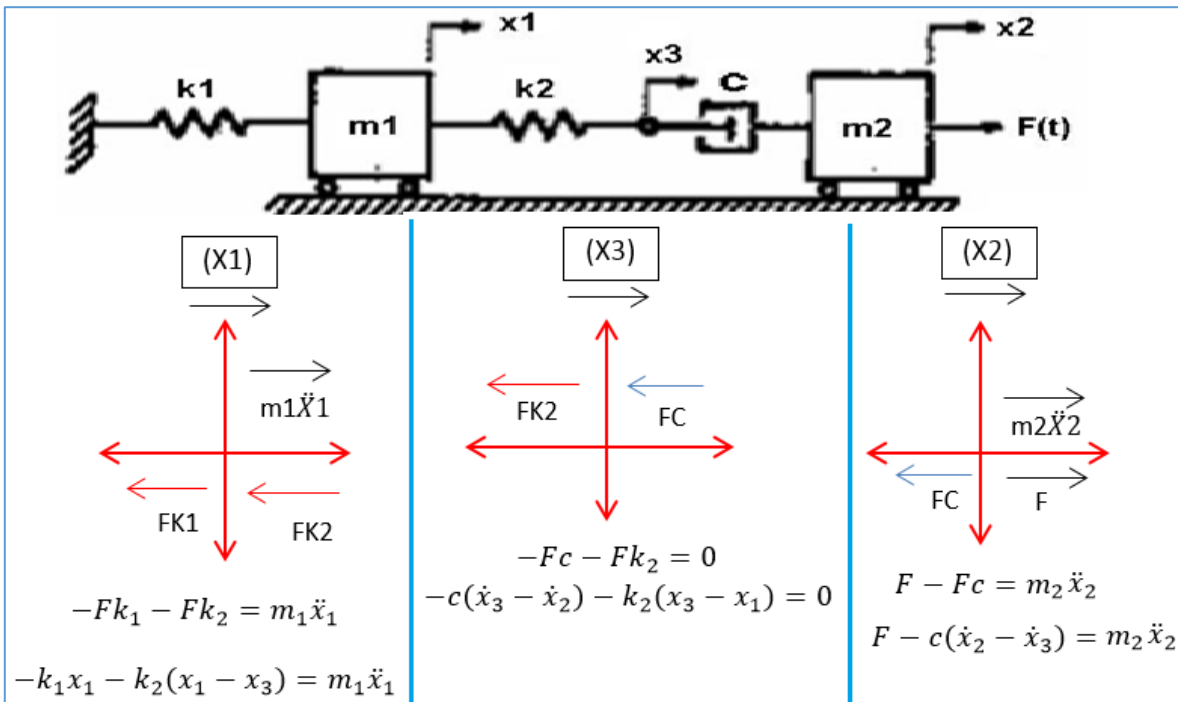 x1
x2
x3
k1
k2
C
m1
m2
F(t)
(X1)
m1Ẍ1
FK1
FK2
−Fk₁ − Fk₂ = m₁ẍ₁
−k₁x₁ − k₂(x₁ − x₃) = m₁ẍ₁
(X3)
FK2
FC
−Fc − Fk₂ = 0
−c(ẋ₃ − ẋ₂) − k₂(x₃ − x₁) = 0
(X2)
m2Ẍ2
FC
F
F − Fc = m₂ẍ₂
F − c(ẋ₂ − ẋ₃) = m₂ẍ₂